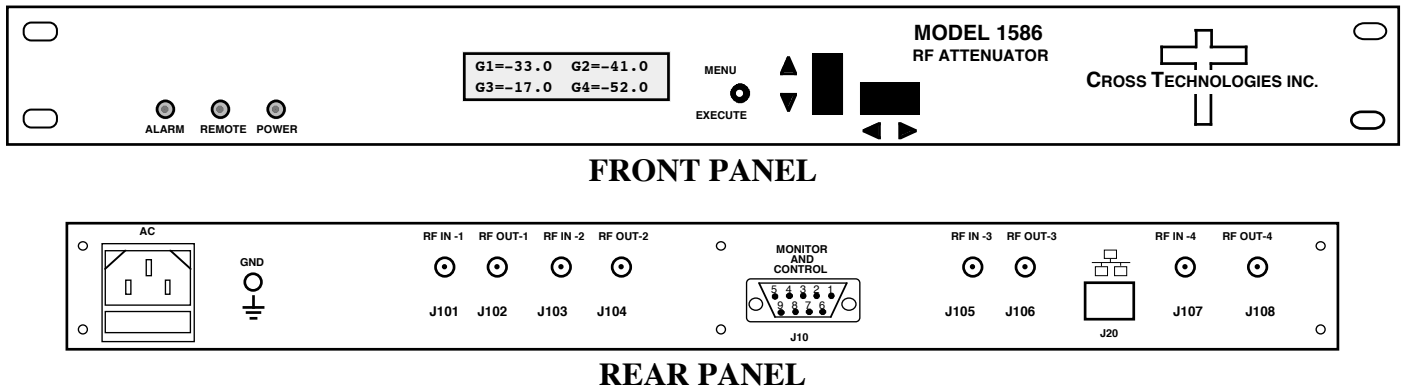 MODEL 1586
RF ATTENUATOR
G1=-33.0 G2=-41.0
G3=-17.0 G4=-52.0
MENU
EXECUTE
CROSS TECHNOLOGIES INC.
ALARM REMOTE POWER
FRONT PANEL
AC
GND
RF IN -1 RF OUT-1 RF IN -2 RF OUT-2
J101 J102 J103 J104
MONITOR
AND
CONTROL
5 4 3 2 1
9 8 7 6
J10
RF IN -3 RF OUT-3
J105 J106
J20
RF IN -4 RF OUT-4
J107 J108
REAR PANEL